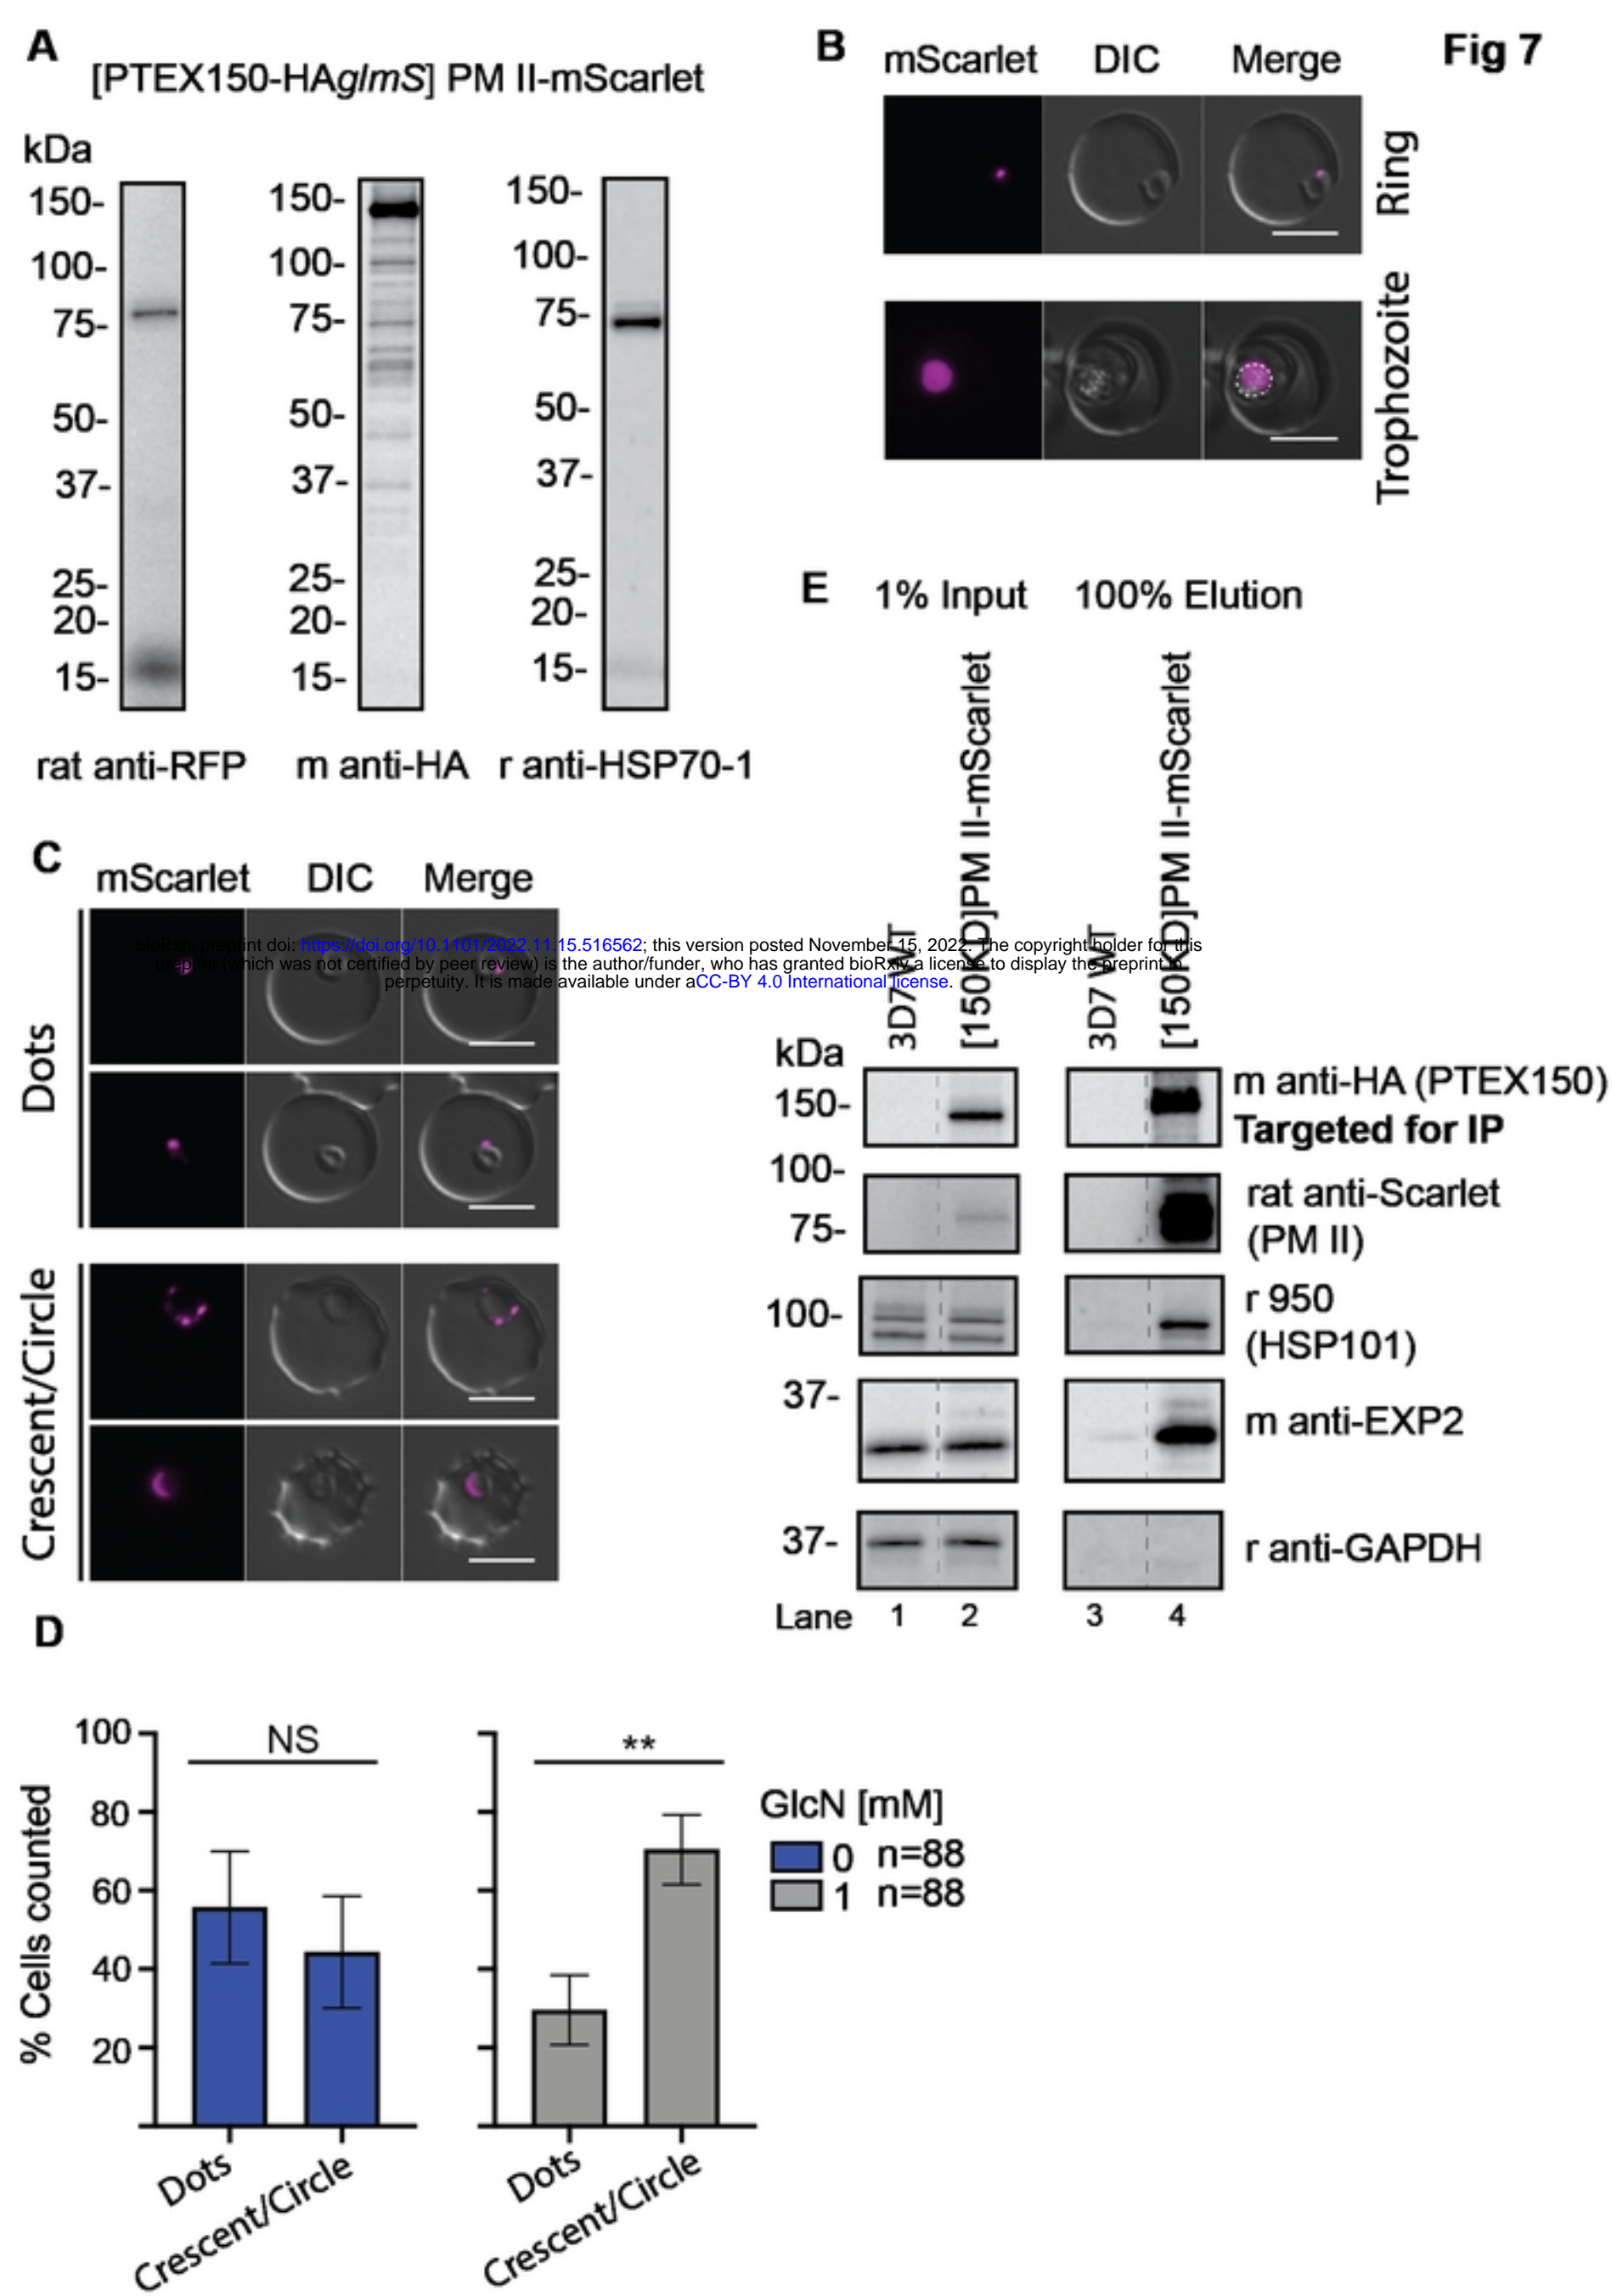 Fig 7
A
[PTEX150-HAglmS] PM II-mScarlet
kDa
150-
100-
75-
50-
37-
25-
20-
15-
rat anti-RFP
150-
100-
75-
50-
37-
25-
20-
15-
m anti-HA
150-
100-
75-
50-
37-
25-
20-
15-
r anti-HSP70-1
B
mScarlet DIC Merge
Ring
Trophozoite
C
mScarlet DIC Merge
Dots
Crescent/Circle
bioRxiv preprint doi: https://doi.org/10.1101/2022.11.15.516562; this version posted November 15, 2022. The copyright holder for this
preprint (which was not certified by peer review) is the author/funder, who has granted bioRxiv a license to display the preprint in
perpetuity. It is made available under aCC-BY 4.0 International license.
D
% Cells counted
100
80
60
40
20
NS
**
Dots
Crescent/Circle
Dots
Crescent/Circle
GlcN [mM]
0 n=88
1 n=88
E
1% Input 100% Elution
3D7 WT
[150KD]PM II-mScarlet
3D7 WT
[150KD]PM II-mScarlet
kDa
150-
m anti-HA (PTEX150)
Targeted for IP
100-
75-
rat anti-Scarlet
(PM II)
100-
r 950
(HSP101)
37-
m anti-EXP2
37-
r anti-GAPDH
Lane 1 2 3 4